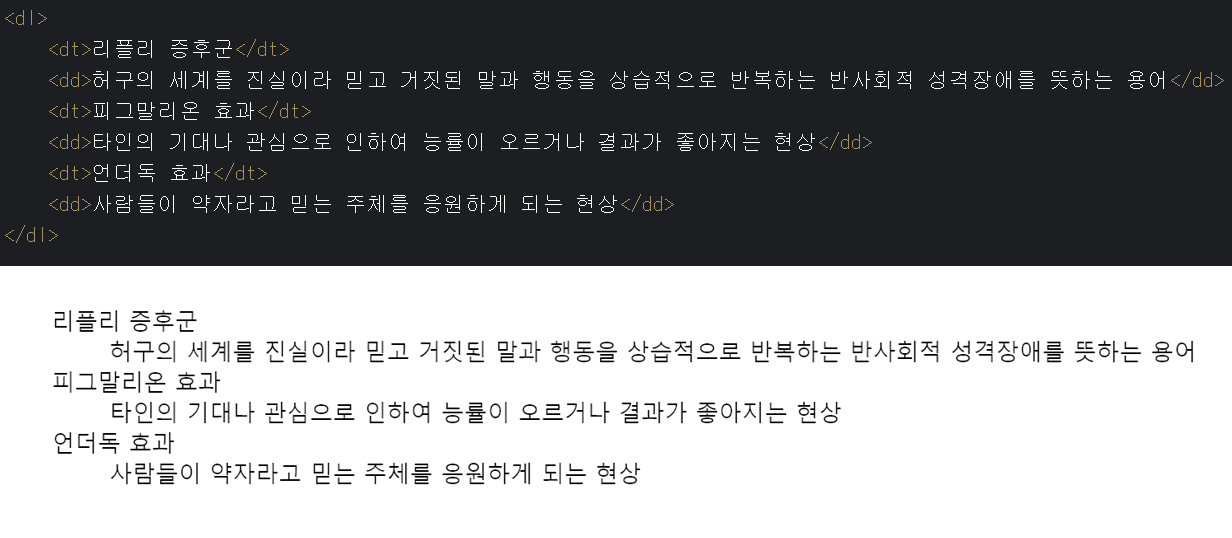 <dl>
<dt>리플리 증후군</dt>
<dd>허구의 세계를 진실이라 믿고 거짓된 말과 행동을 상습적으로 반복하는 반사회적 성격장애를 뜻하는 용어</dd>
<dt>피그말리온 효과</dt>
<dd>타인의 기대나 관심으로 인하여 능률이 오르거나 결과가 좋아지는 현상</dd>
<dt>언더독 효과</dt>
<dd>사람들이 약자라고 믿는 주체를 응원하게 되는 현상</dd>
</dl>
리플리 증후군
허구의 세계를 진실이라 믿고 거짓된 말과 행동을 상습적으로 반복하는 반사회적 성격장애를 뜻하는 용어
피그말리온 효과
타인의 기대나 관심으로 인하여 능률이 오르거나 결과가 좋아지는 현상
언더독 효과
사람들이 약자라고 믿는 주체를 응원하게 되는 현상